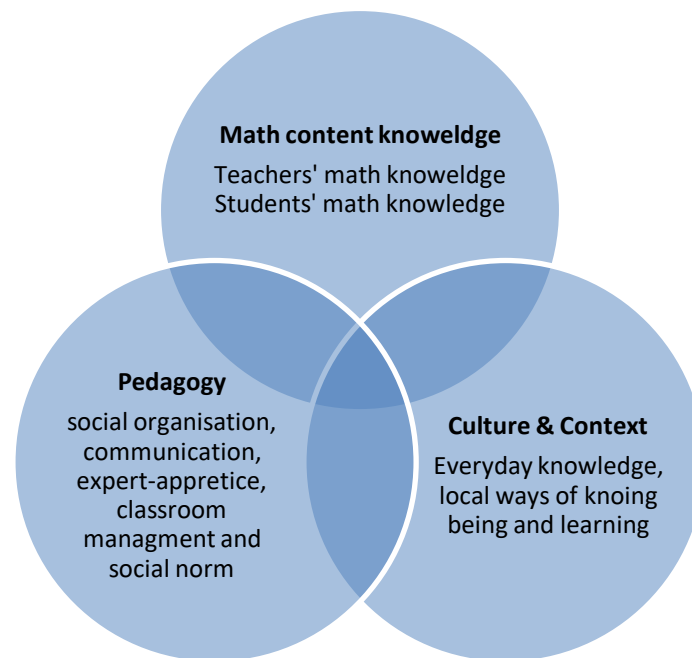 Math content knoweldge
Teachers' math knoweldge
Students' math knowledge
Pedagogy
social organisation,
communication,
expert-appretice,
classroom
managment and
social norm
Culture & Context
Everyday knowledge,
local ways of knoing
being and learning